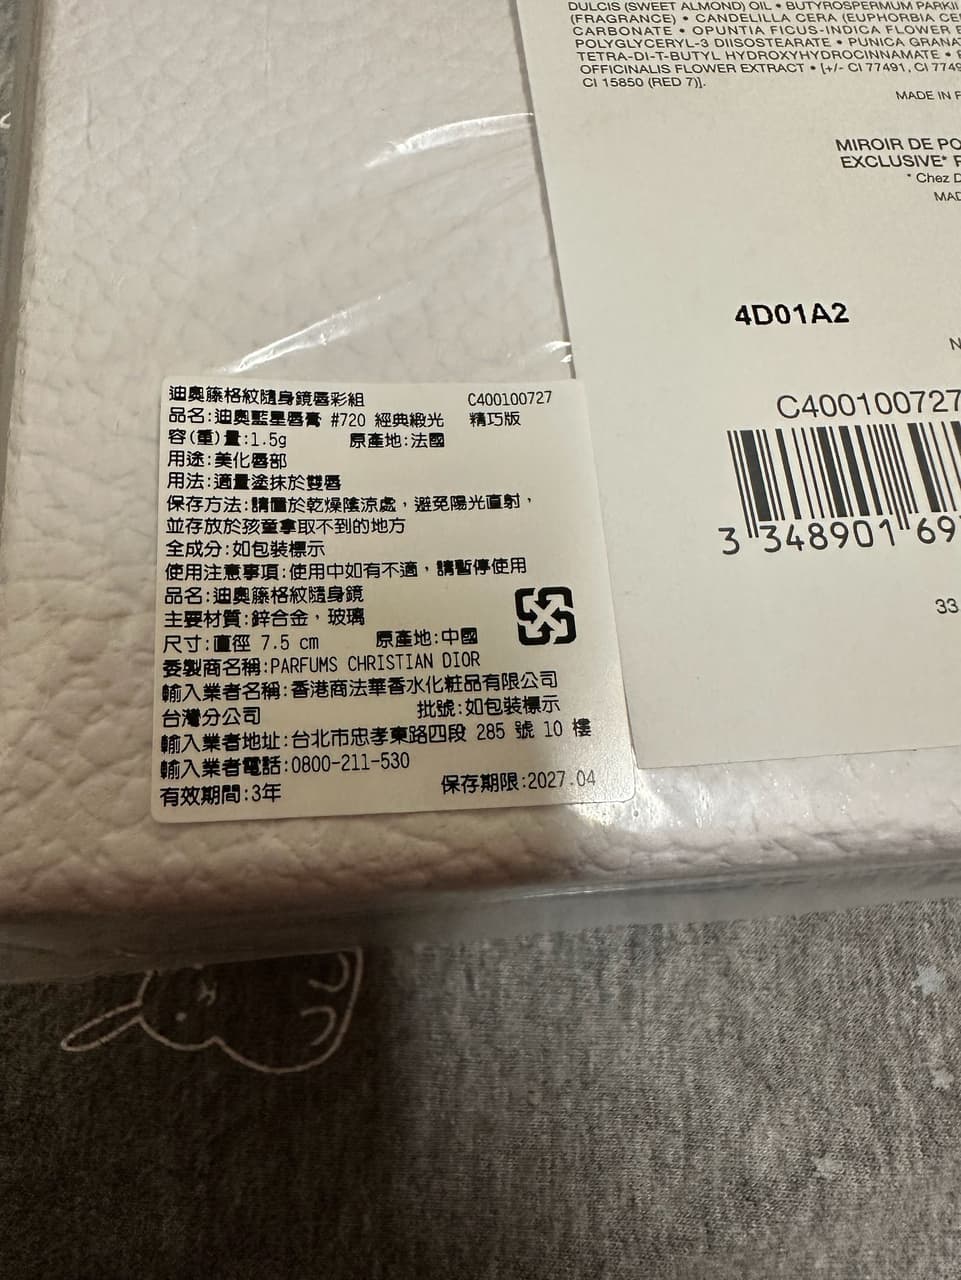 DULCIS (SWEET ALMOND) OIL • BUTYROSPERMUM PARKII
(FRAGRANCE) • CANDELILLA CERA (EUPHORBIA
CARBONATE • OPUNTIA FICUS-INDICA FLOWER
POLYGLYCERYL-3 DIISOSTEARATE • PUNICA
TETRA-DI-T-BUTYL HYDROXYHYDROCINNAMATE •
OFFICINALIS FLOWER EXTRACT • [+/- CI 77491, CI
CI 15850 (RED 7)].
MADE IN
MIROIR DE
EXCLUSIVE*
* Chez
4D01A2
C400100727
3 348901 69
33
迪奧籐格紋隨身鏡唇彩組 C400100727
品名:迪奧藍星唇膏 #720 經典緞光 精巧版
容(重)量:1.5g 原產地:法國
用途:美化唇部
用法:適量塗抹於雙唇
保存方法:請置於乾燥陰涼處,避免陽光直射,
並存放於孩童拿取不到的地方
全成分:如包裝標示
使用注意事項:使用中如有不適,請暫停使用
品名:迪奧籐格紋隨身鏡
主要材質:鋅合金,玻璃
尺寸:直徑 7.5 cm 原產地:中國
委製商名稱:PARFUMS CHRISTIAN DIOR
輸入業者名稱:香港商法華香水化粧品有限公司
台灣分公司 批號:如包裝標示
輸入業者地址:台北市忠孝東路四段 285 號 10 樓
輸入業者電話:0800-211-530
有效期間:3年 保存期限:2027.04